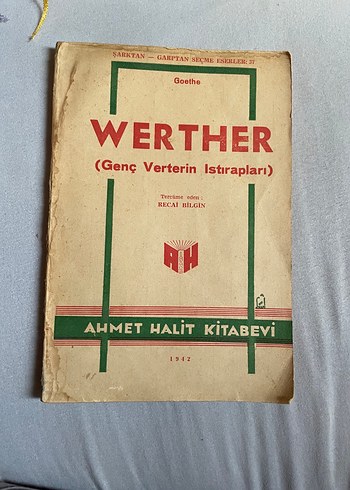 ŞARKTAN — GARPTAN SEÇME ESERLER: 37
Goethe
WERTHER
(Genç Verterin Istırapları)
Tercüme eden :
RECAİ BİLGİN
AH
AHMET HALİT KİTABEVİ
1942